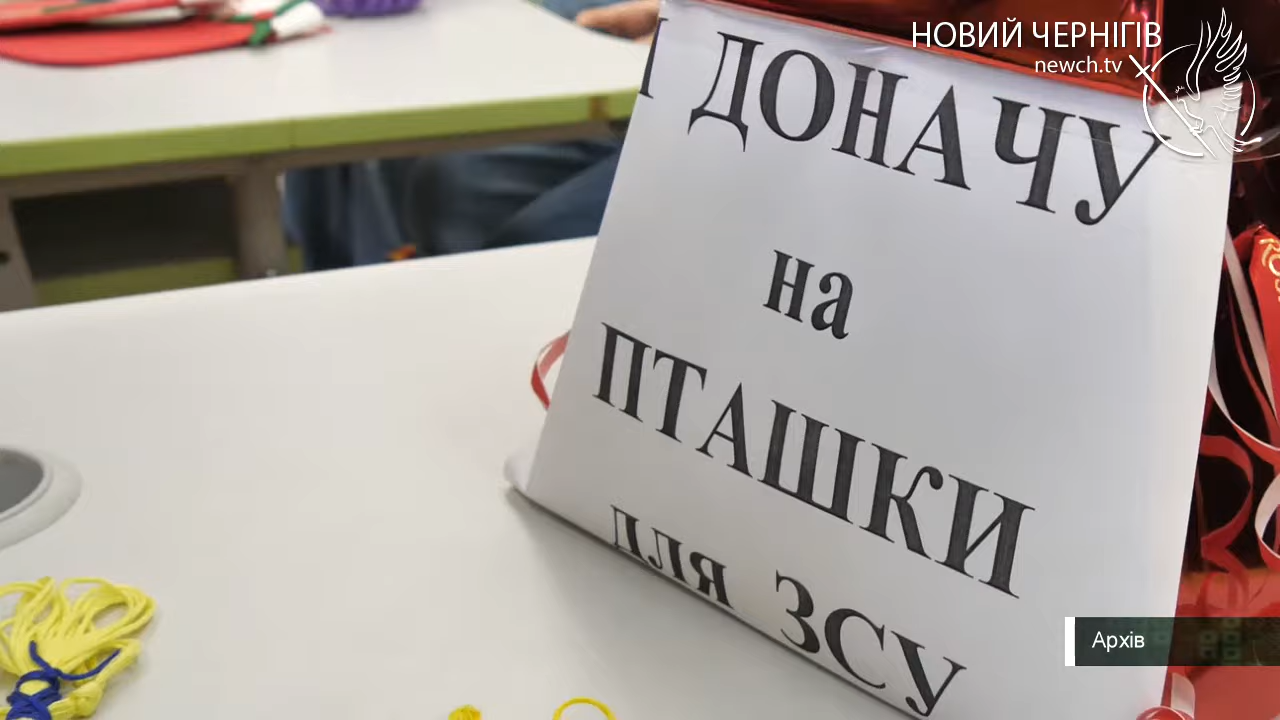 НОВИЙ ЧЕРНІГІВ
newch.tv
ДОНАЧУ
на
ПТАШКИ
для ЗСУ
Архів